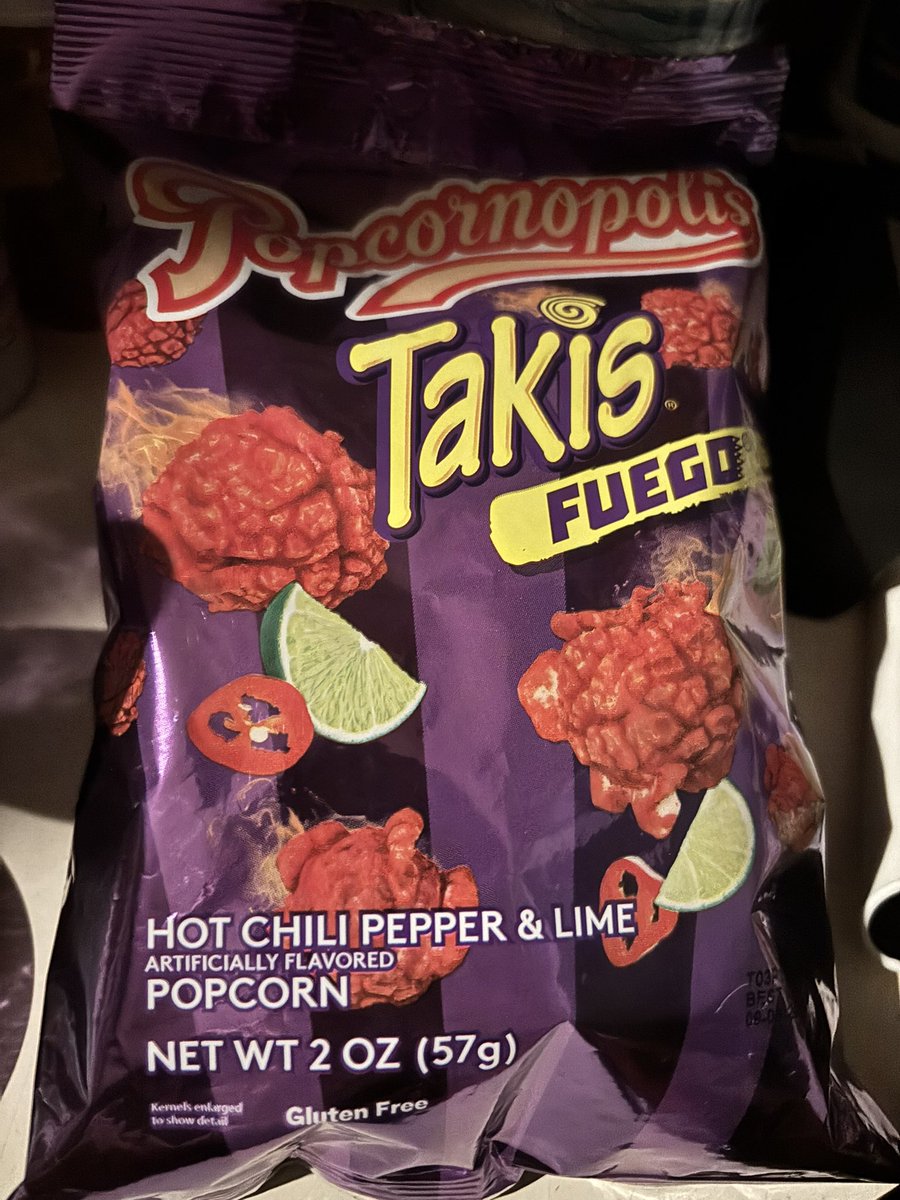 Popcornopolis
Takis ®
FUEGO
HOT CHILI PEPPER & LIME
ARTIFICIALLY FLAVORED
POPCORN
NET WT 2 OZ (57g)
Kernels enlarged
to show detail
Gluten Free